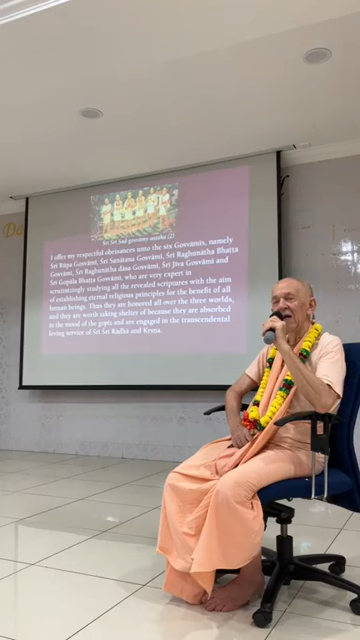 Śrī Śrī Ṣaḍ-gosvāmy-aṣṭaka (2)
I offer my respectful obeisances unto the six Gosvāmīs, namely
Śrī Rūpa Gosvāmī, Śrī Sanātana Gosvāmī, Śrī Raghunātha Bhaṭṭa
Gosvāmī, Śrī Raghunātha dāsa Gosvāmī, Śrī Jīva Gosvāmī and
Śrī Gopāla Bhaṭṭa Gosvāmī, who are very expert in
scrutinizingly studying all the revealed scriptures with the aim
of establishing eternal religious principles for the benefit of all
human beings. Thus they are honored all over the three worlds,
and they are worth taking shelter of because they are absorbed
in the mood of the gopīs and are engaged in the transcendental
loving service of Śrī Śrī Rādhā and Kṛṣṇa.